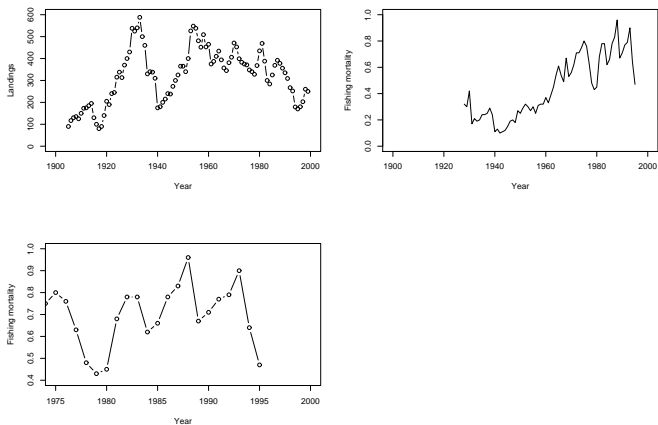 Landings
0 100 200 300 400 500 600
1900 1920 1940 1960 1980 2000
Year
Fishing mortality
0.0 0.2 0.4 0.6 0.8 1.0
1900 1920 1940 1960 1980 2000
Year
Fishing mortality
0.4 0.5 0.6 0.7 0.8 0.9 1.0
1975 1980 1985 1990 1995 2000
Year